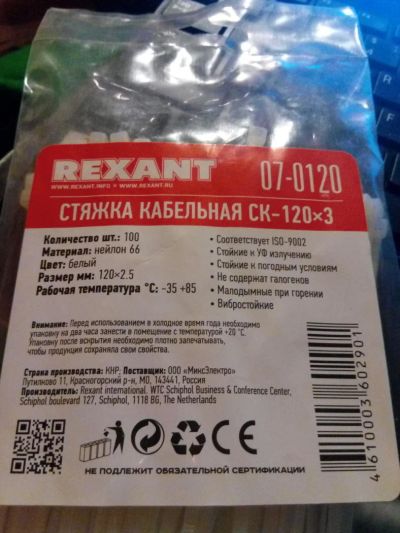 REXANT
07-0120
WWW.REXANT.INFO • WWW.REXANT.RU
СТЯЖКА КАБЕЛЬНАЯ СК-120×3
Количество шт.: 100
Материал: нейлон 66
Цвет: белый
Размер мм: 120×2.5
Рабочая температура °С: -35 +85
• Соответствует ISO-9002
• Стойкие к УФ излучению
• Стойкие к погодным условиям
• Не содержат галогенов
• Малодымные при горении
• Вибростойкие
Внимание: Перед использованием в холодное время года необходимо
упаковку на два часа занести в помещение с температурой +20 °С.
Упаковку после вскрытия необходимо плотно запечатывать,
чтобы продукция сохраняла свои свойства.
Страна производства: КНР; Поставщик: ООО «МиксЭлектро»
Путилково 11, Красногорский р-н, МО, 143441, Россия
Производитель: Rexant international. WTC Schiphol Business & Conference Center,
Schiphol boulevard 127, Schiphol, 1118 BG, The Netherlands
CE
НЕ ПОДЛЕЖИТ ОБЯЗАТЕЛЬНОЙ СЕРТИФИКАЦИИ
4610003602901